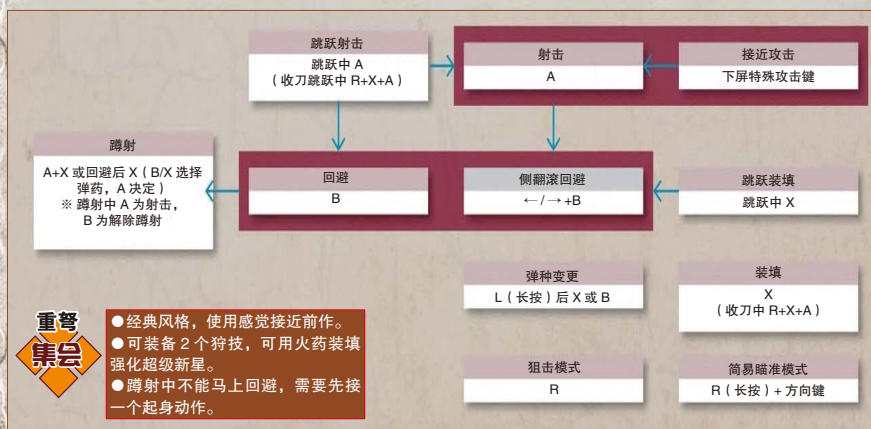 跳跃射击
跳跃中 A
（收刀跳跃中 R+X+A）
射击
A
接近攻击
下屏特殊攻击键
蹲射
A+X 或回避后 X（B/X 选择
弹药，A 决定）
※ 蹲射中 A 为射击，
B 为解除蹲射
回避
B
侧翻滚回避
←/→+B
跳跃装填
跳跃中 X
弹种变更
L（长按）后 X 或 B
装填
X
（收刀中 R+X+A）
狙击模式
R
简易瞄准模式
R（长按）+ 方向键
重弩
集会
●经典风格，使用感觉接近前作。
●可装备 2 个狩技，可用火药装填
强化超级新星。
●蹲射中不能马上回避，需要先接
一个起身动作。